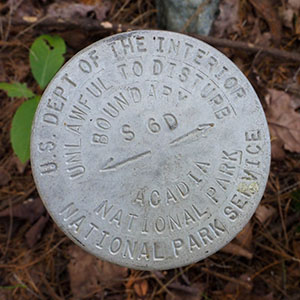 U.S. DEPT OF THE INTERIOR
UNLAWFUL TO DISTURB
BOUNDARY
S 6D
ACADIA
NATIONAL PARK
NATIONAL PARK SERVICE